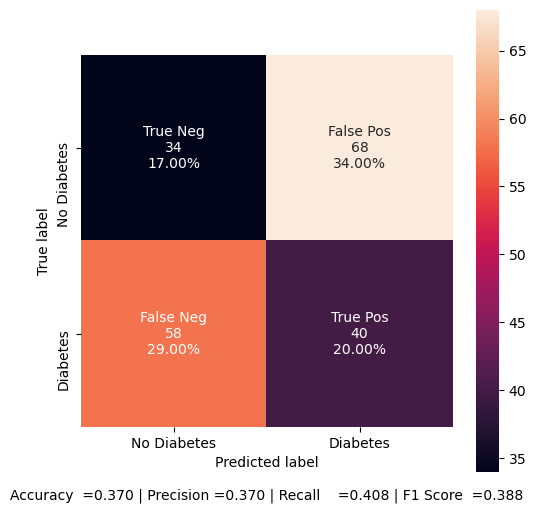 True Neg
34
17.00%
False Pos
68
34.00%
False Neg
58
29.00%
True Pos
40
20.00%
True label
No Diabetes
Diabetes
No Diabetes
Diabetes
Predicted label
65
60
55
50
45
40
35
Accuracy  =0.370 | Precision =0.370 | Recall    =0.408 | F1 Score  =0.388